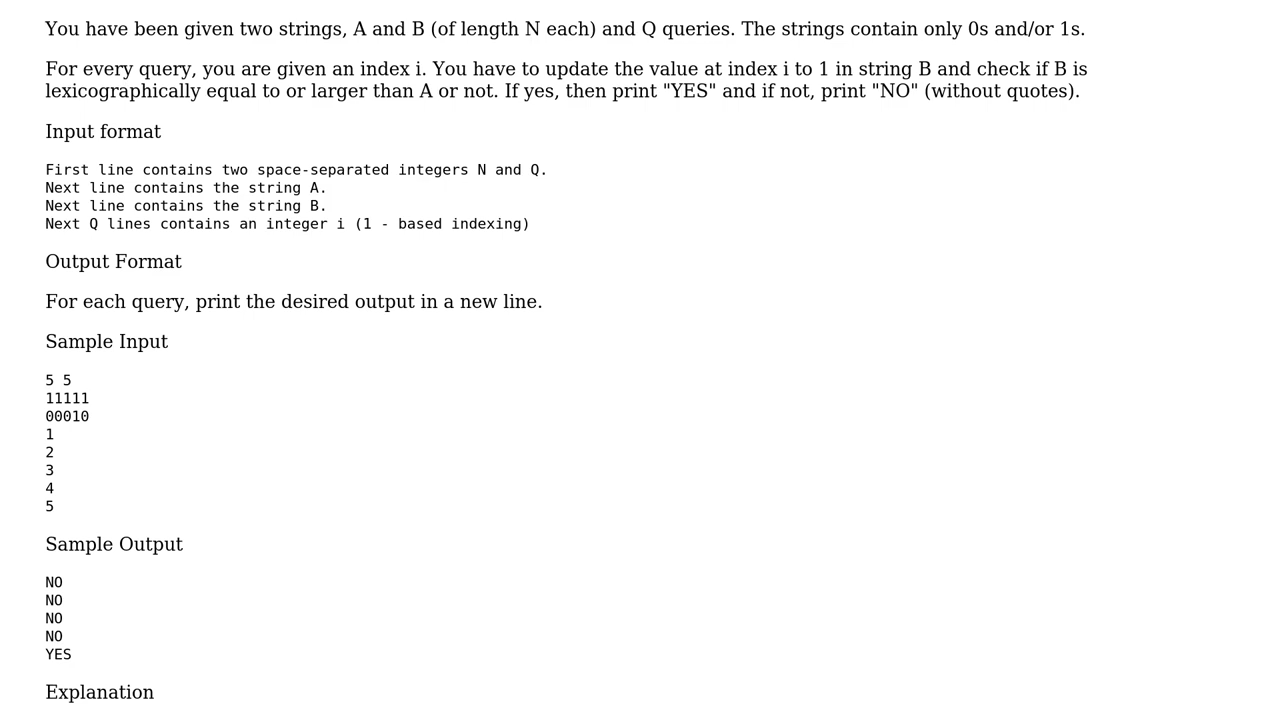 You have been given two strings, A and B (of length N each) and Q queries. The strings contain only 0s and/or 1s.
For every query, you are given an index i. You have to update the value at index i to 1 in string B and check if B is
lexicographically equal to or larger than A or not. If yes, then print "YES" and if not, print "NO" (without quotes).
Input format
First line contains two space-separated integers N and Q.
Next line contains the string A.
Next line contains the string B.
Next Q lines contains an integer i (1 - based indexing)
Output Format
For each query, print the desired output in a new line.
Sample Input
5 5
11111
00010
1
2
3
4
5
Sample Output
NO
NO
NO
NO
YES
Explanation